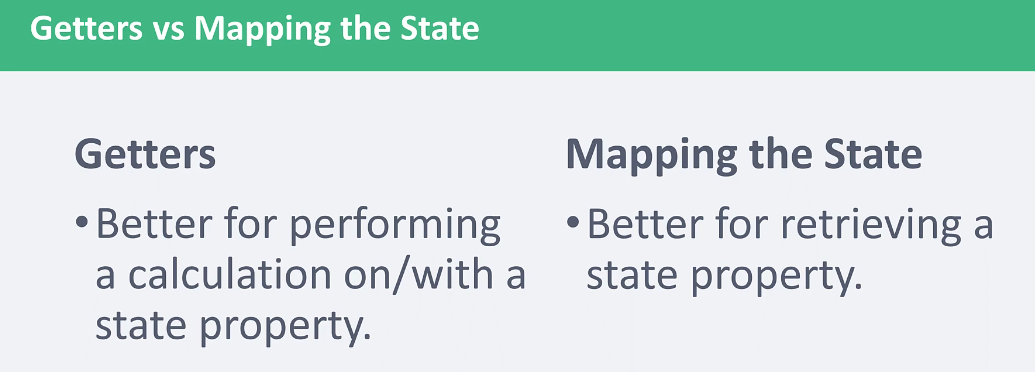 Getters vs Mapping the State
Getters
•Better for performing
a calculation on/with a
state property.
Mapping the State
•Better for retrieving a
state property.